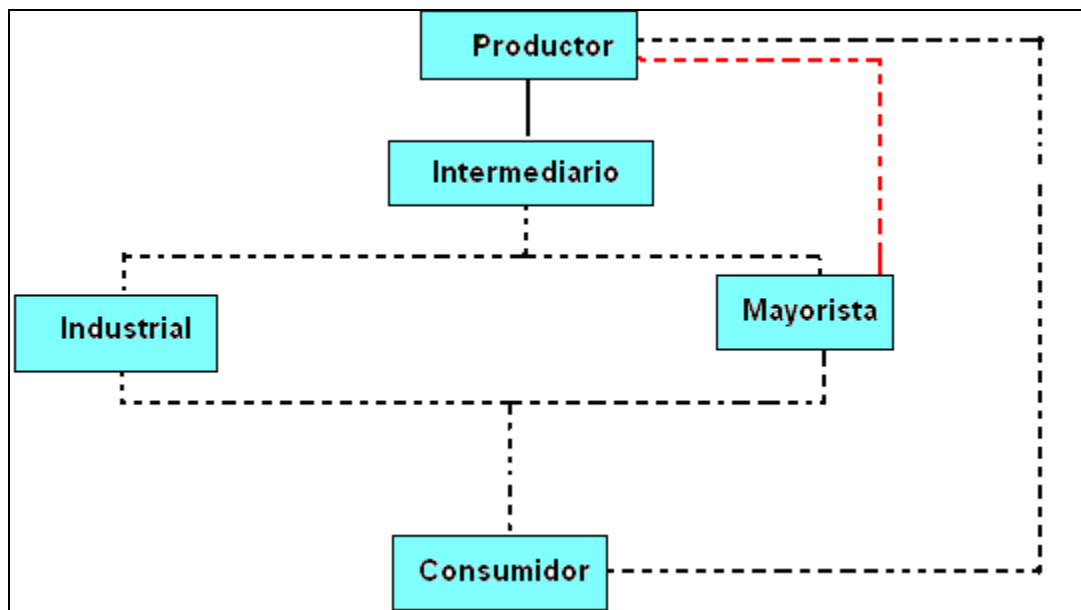 Productor
Intermediario
Industrial
Mayorista
Consumidor